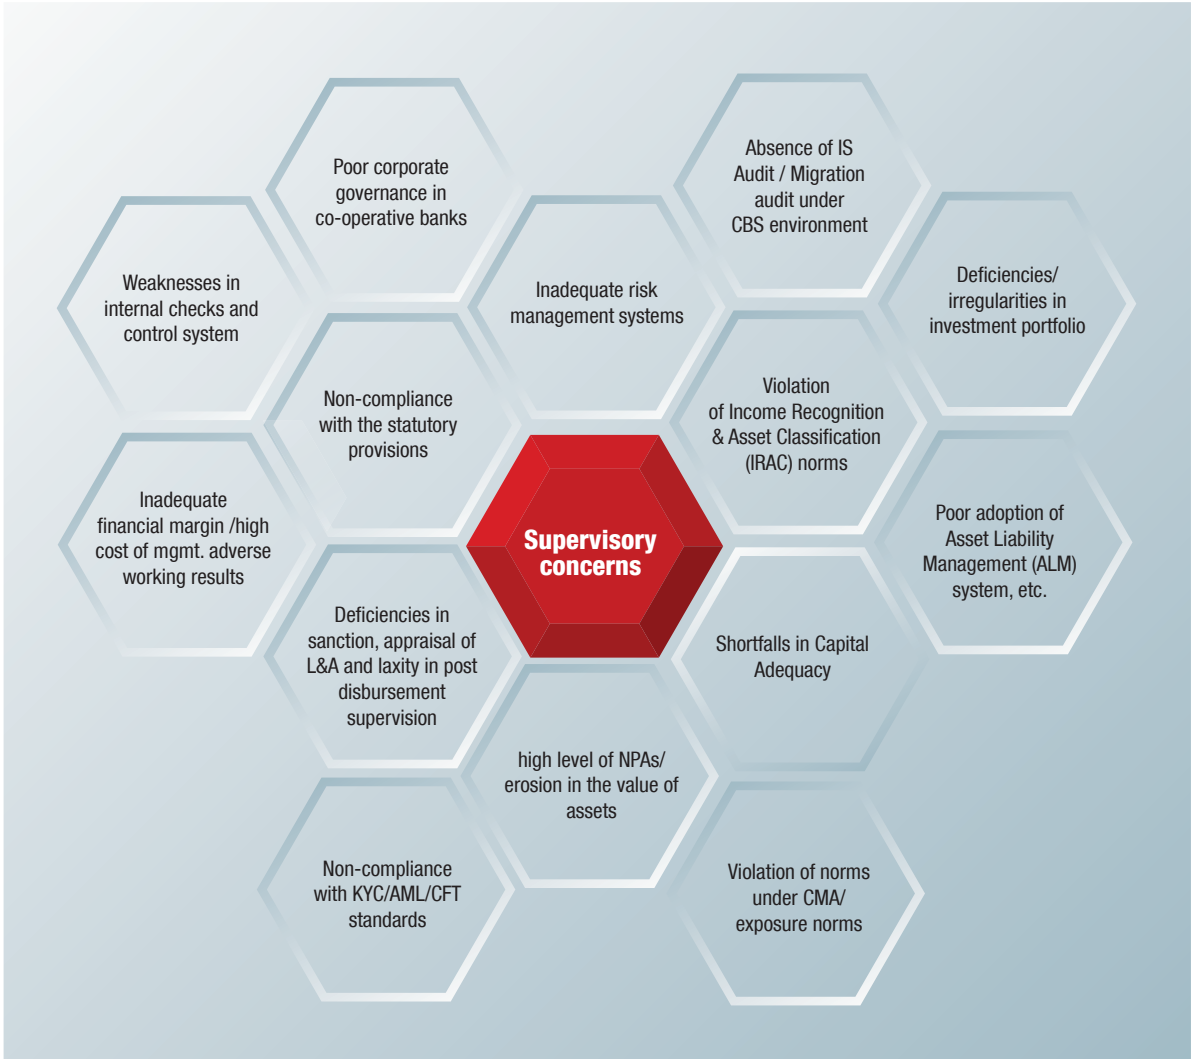 Poor corporate
governance in
co-operative banks
Absence of IS
Audit / Migration
audit under
CBS environment
Weaknesses in
internal checks and
control system
Inadequate risk
management systems
Deficiencies/
irregularities in
investment portfolio
Non-compliance
with the statutory
provisions
Violation
of Income Recognition
& Asset Classification
(IRAC) norms
Inadequate
financial margin /high
cost of mgmt. adverse
working results
Supervisory
concerns
Poor adoption of
Asset Liability
Management (ALM)
system, etc.
Deficiencies in
sanction, appraisal of
L&A and laxity in post
disbursement
supervision
Shortfalls in Capital
Adequacy
high level of NPAs/
erosion in the value of
assets
Non-compliance
with KYC/AML/CFT
standards
Violation of norms
under CMA/
exposure norms